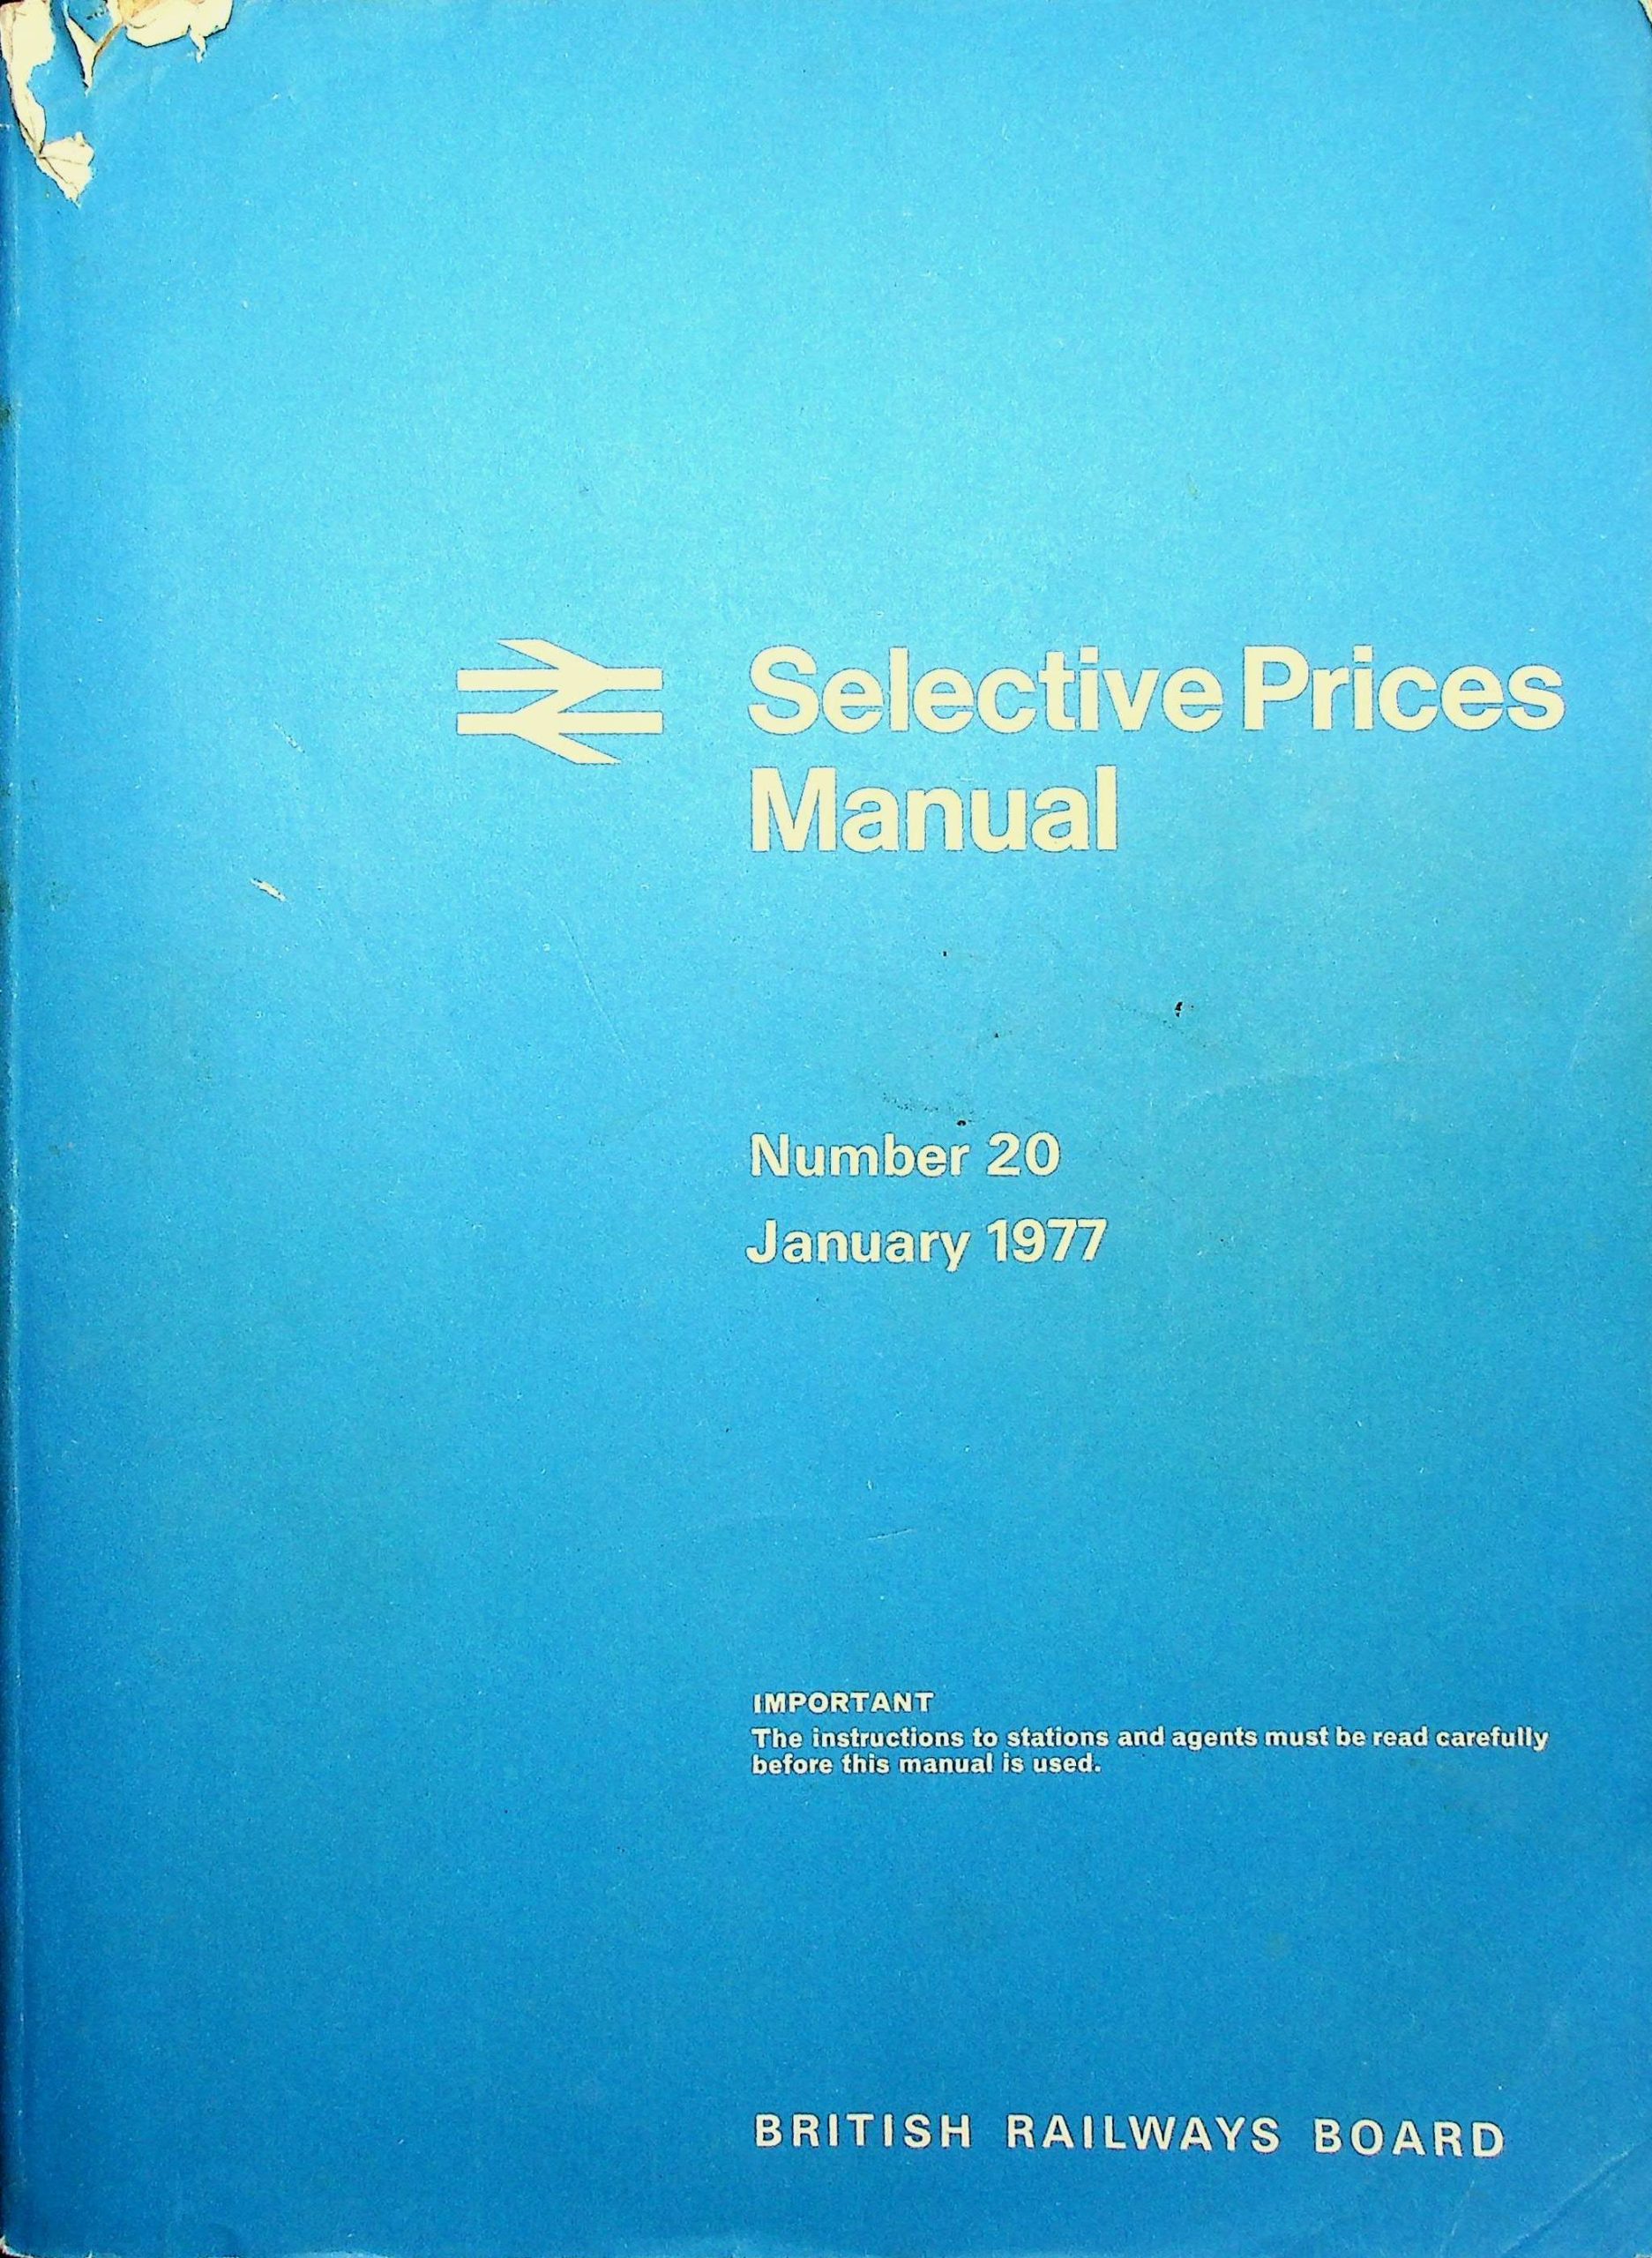 Selective Prices
Manual
Number 20
January 1977
IMPORTANT
The instructions to stations and agents must be read carefully
before this manual is used.
BRITISH RAILWAYS BOARD